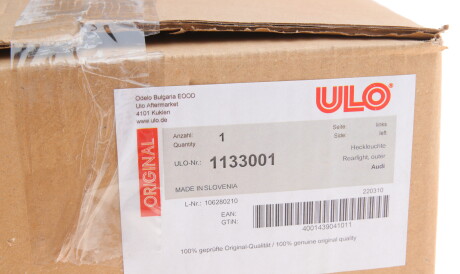 Odelo Bulgaria EOOD
Ulo Aftermarket
4101 Kuklen
www.ulo.de
ULO®
ORIGINAL
Anzahl: 1
Quantity
Seite: links
Side: left
ULO-Nr.: 1133001
Heckleuchte
Rearlight, outer
Audi
MADE IN SLOVENIA
L-Nr.: 106280210
220310
EAN:
GTIN:
4001439041011
100% geprüfte Original-Qualität / 100% genuine original quality